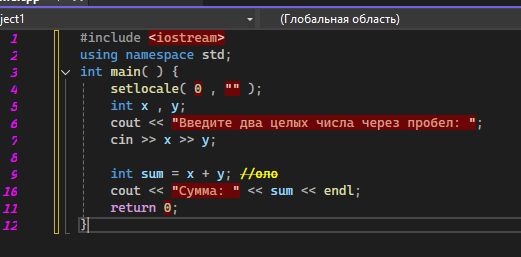 ject1 (Глобальная область)
1 #include <iostream>
2 using namespace std;
3 int main( ) {
4 setlocale( 0 , "" );
5 int x , y;
6 cout << "Введите два целых числа через пробел: ";
7 cin >> x >> y;
8
9 int sum = x + y; //оло
10 cout << "Сумма: " << sum << endl;
11 return 0;
12 }